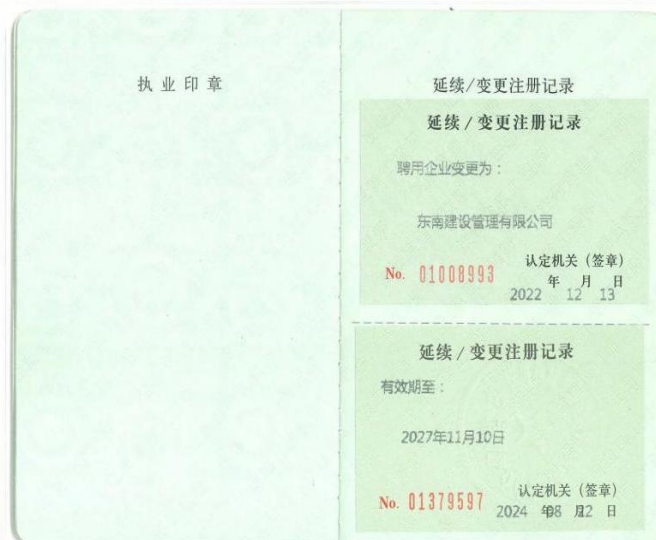 执业印章
延续/变更注册记录
延续/变更注册记录
聘用企业变更为：
东南建设管理有限公司
No. 01008993
认定机关（签章）
年 月 日
2022 12 13
延续/变更注册记录
有效期至：
2027年11月10日
No. 01379597
认定机关（签章）
2024 年08 月22 日